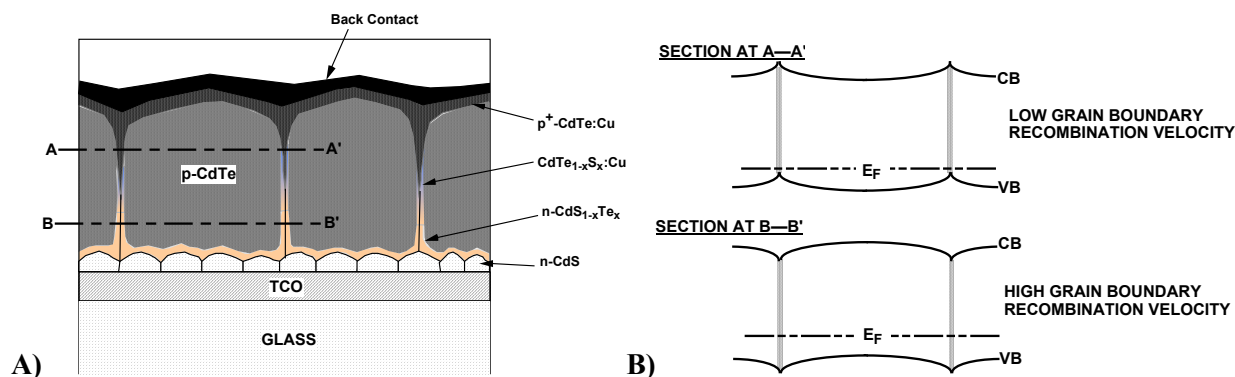 Back Contact
p+-CdTe:Cu
A
A'
p-CdTe
CdTe1-xSx:Cu
B
B'
n-CdS1-xTex
n-CdS
TCO
GLASS
A)
SECTION AT A—A'
CB
LOW GRAIN BOUNDARY
RECOMBINATION VELOCITY
EF
VB
SECTION AT B—B'
CB
HIGH GRAIN BOUNDARY
RECOMBINATION VELOCITY
EF
VB
B)